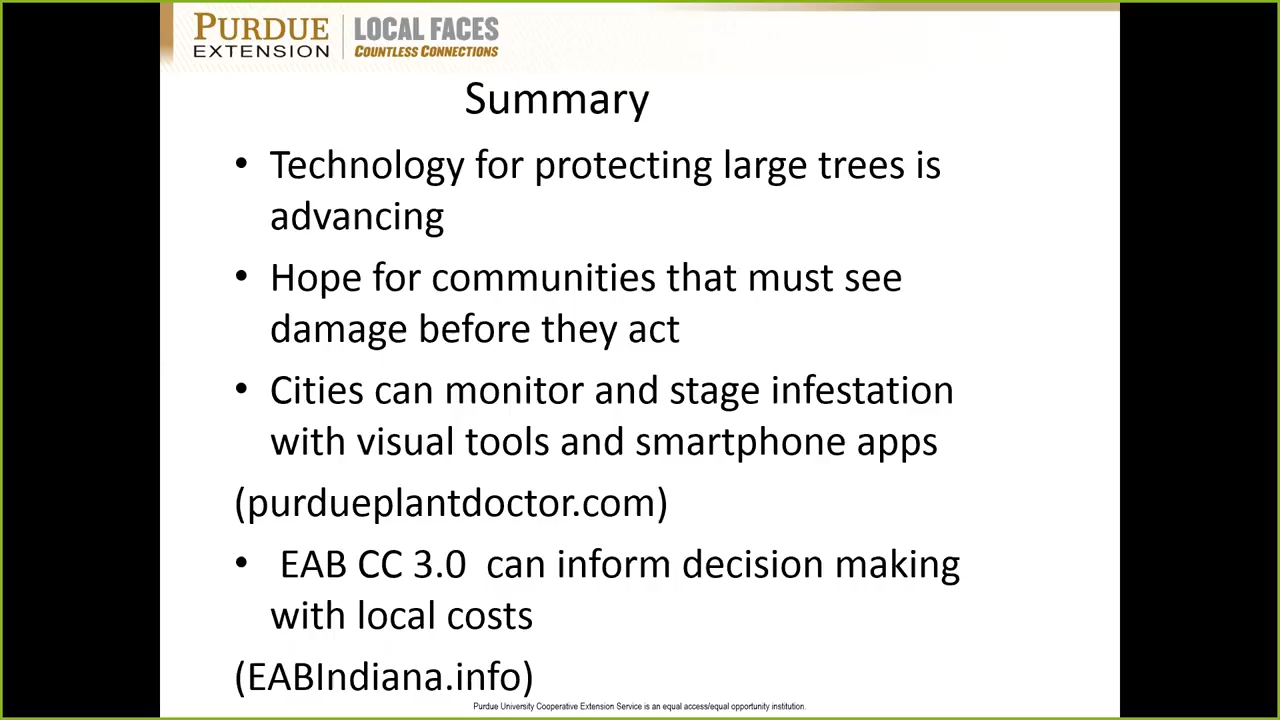 PURDUE
EXTENSION
LOCAL FACES
COUNTLESS CONNECTIONS
Summary
• Technology for protecting large trees is
advancing
• Hope for communities that must see
damage before they act
• Cities can monitor and stage infestation
with visual tools and smartphone apps
(purdueplantdoctor.com)
• EAB CC 3.0 can inform decision making
with local costs
(EABIndiana.info)
Purdue University Cooperative Extension Service is an equal access/equal opportunity institution.